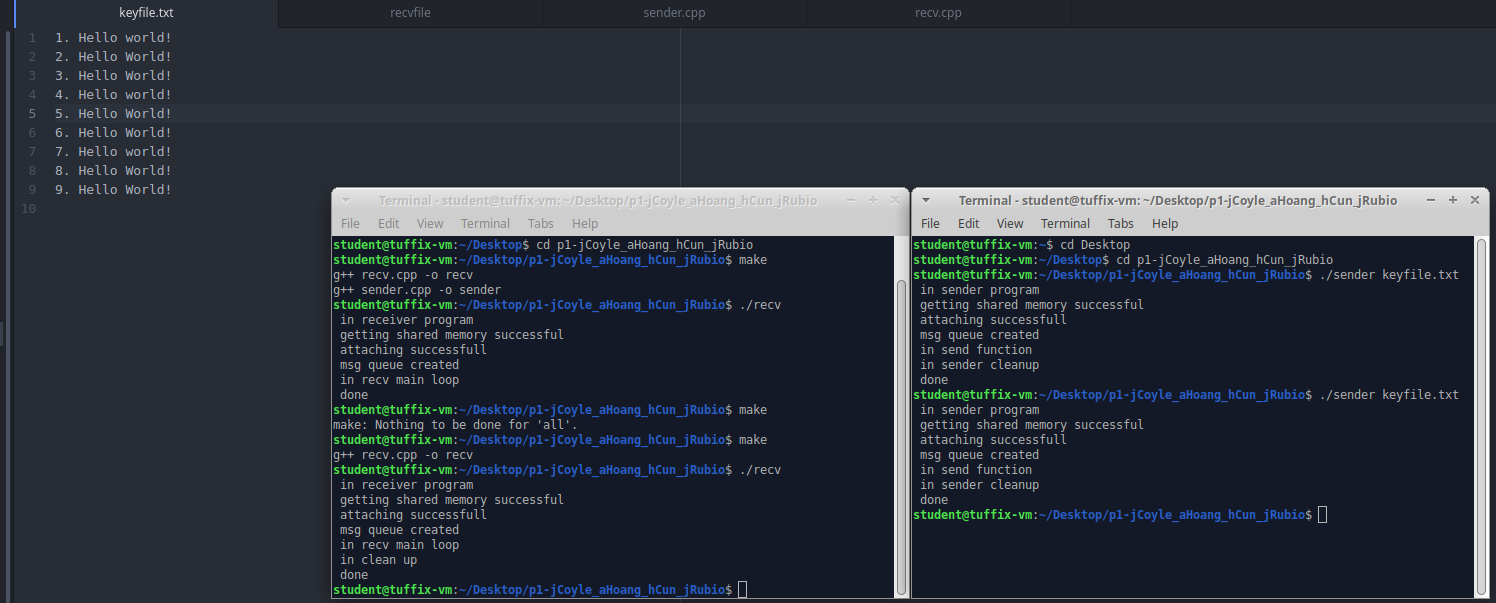 keyfile.txt recvfile sender.cpp recv.cpp
1 1. Hello world!
2 2. Hello World!
3 3. Hello World!
4 4. Hello World!
5 5. Hello World!
6 6. Hello World!
7 7. Hello World!
8 8. Hello World!
9 9. Hello World!
10
Terminal - student@tuffix-vm: ~/Desktop/p1-jCoyle_aHoang_hCun_jRubio
File Edit View Terminal Tabs Help
student@tuffix-vm:~/Desktop$ cd p1-jCoyle_aHoang_hCun_jRubio
student@tuffix-vm:~/Desktop/p1-jCoyle_aHoang_hCun_jRubio$ make
g++ recv.cpp -o recv
g++ sender.cpp -o sender
student@tuffix-vm:~/Desktop/p1-jCoyle_aHoang_hCun_jRubio$ ./recv
in receiver program
getting shared memory successful
attaching successfull
msg queue created
in recv main loop
done
student@tuffix-vm:~/Desktop/p1-jCoyle_aHoang_hCun_jRubio$ make
make: Nothing to be done for 'all'.
student@tuffix-vm:~/Desktop/p1-jCoyle_aHoang_hCun_jRubio$ make
g++ recv.cpp -o recv
student@tuffix-vm:~/Desktop/p1-jCoyle_aHoang_hCun_jRubio$ ./recv
in receiver program
getting shared memory successful
attaching successfull
msg queue created
in recv main loop
in clean up
done
student@tuffix-vm:~/Desktop/p1-jCoyle_aHoang_hCun_jRubio$
Terminal - student@tuffix-vm: ~/Desktop/p1-jCoyle_aHoang_hCun_jRubio
File Edit View Terminal Tabs Help
student@tuffix-vm:~$ cd Desktop
student@tuffix-vm:~/Desktop$ cd p1-jCoyle_aHoang_hCun_jRubio
student@tuffix-vm:~/Desktop/p1-jCoyle_aHoang_hCun_jRubio$ ./sender keyfile.txt
in sender program
getting shared memory successful
attaching successfull
msg queue created
in send function
in sender cleanup
done
student@tuffix-vm:~/Desktop/p1-jCoyle_aHoang_hCun_jRubio$ ./sender keyfile.txt
in sender program
getting shared memory successful
attaching successfull
msg queue created
in send function
in sender cleanup
done
student@tuffix-vm:~/Desktop/p1-jCoyle_aHoang_hCun_jRubio$